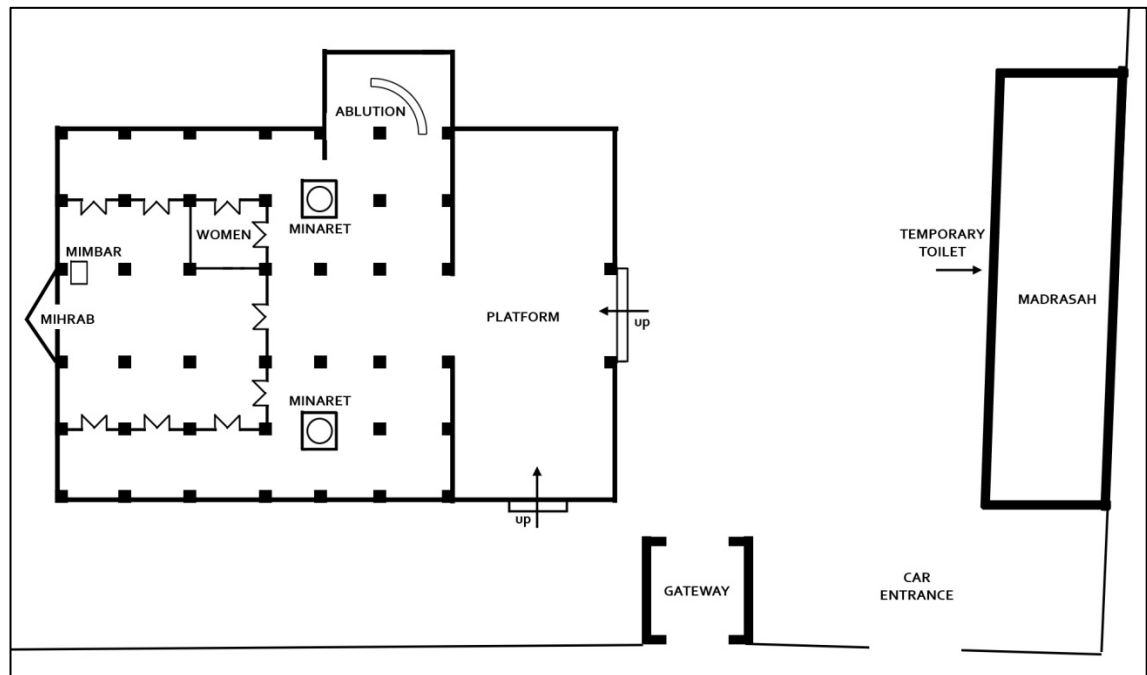 ABLUTION
WOMEN
MINARET
MIMBAR
MIHRAB
PLATFORM
up
MINARET
up
TEMPORARY
TOILET
MADRASAH
GATEWAY
CAR
ENTRANCE